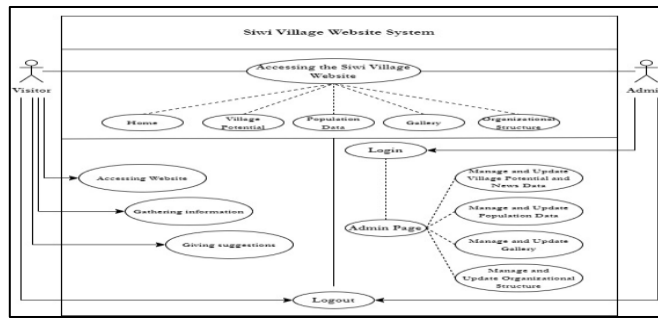 Siwi Village Website System
Accessing the Siwi Village
Website
Visitor
Admin
Home
Village
Potential
Population
Data
Gallery
Organizational
Structure
Login
Accessing Website
Manage and Update
Village Potential and
News Data
Gathering information
Manage and Update
Population Data
Admin Page
Giving suggestions
Manage and Update
Gallery
Manage and
Update Organizational
Structure
Logout